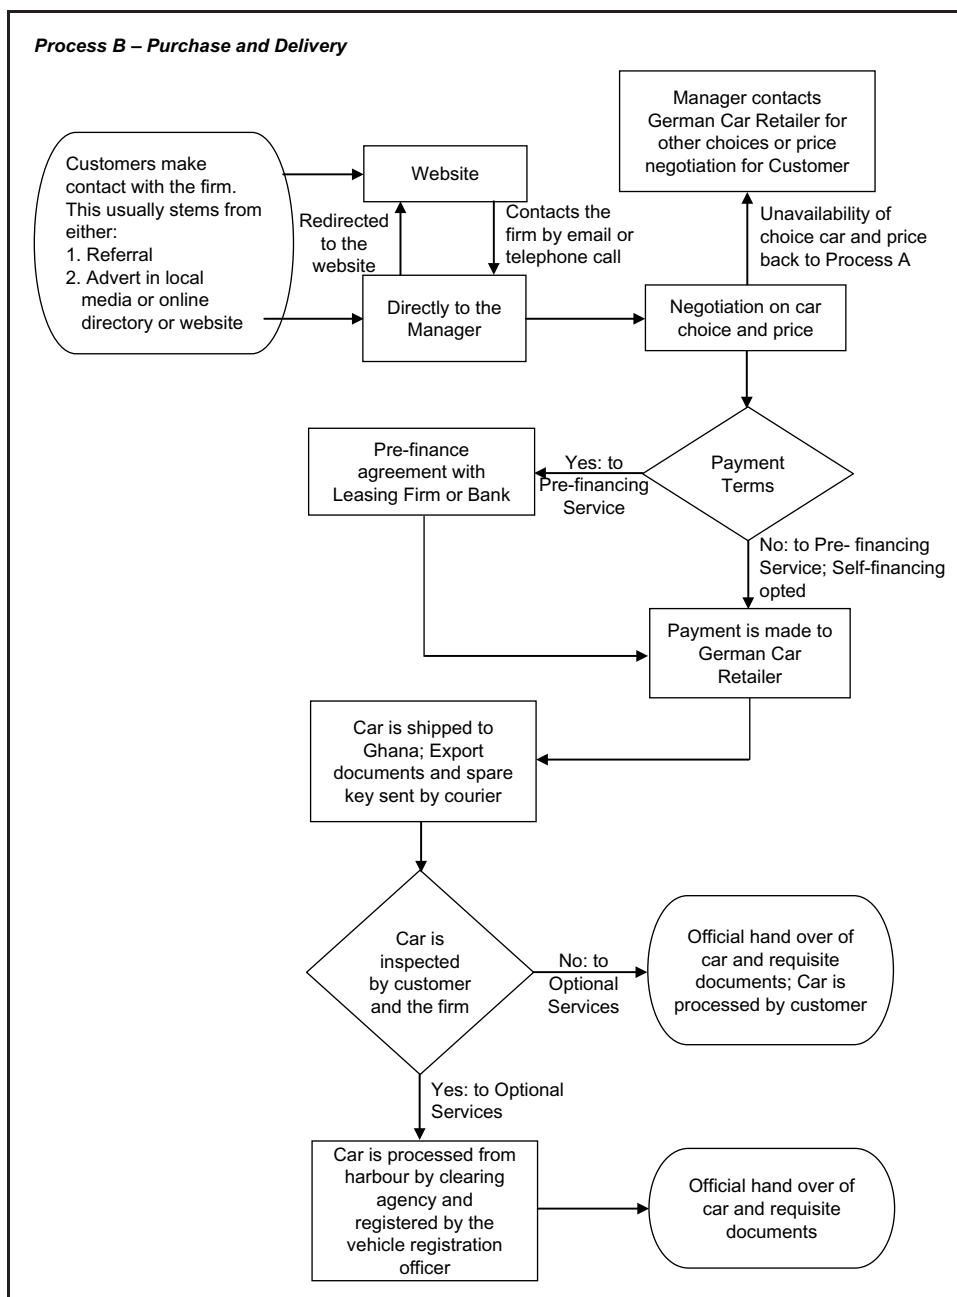 Process B – Purchase and Delivery
Manager contacts
German Car Retailer for
other choices or price
negotiation for Customer
Customers make
contact with the firm.
This usually stems from
either:
1. Referral
2. Advert in local
media or online
directory or website
Website
Redirected
to the
website
Contacts the
firm by email or
telephone call
Unavailability of
choice car and price
back to Process A
Directly to the
Manager
Negotiation on car
choice and price
Payment
Terms
Yes: to
Pre-financing
Service
Pre-finance
agreement with
Leasing Firm or Bank
No: to Pre- financing
Service; Self-financing
opted
Payment is made to
German Car
Retailer
Car is shipped to
Ghana; Export
documents and spare
key sent by courier
Car is
inspected
by customer
and the firm
No: to
Optional
Services
Official hand over of
car and requisite
documents; Car is
processed by customer
Yes: to Optional
Services
Car is processed from
harbour by clearing
agency and
registered by the
vehicle registration
officer
Official hand over of
car and requisite
documents